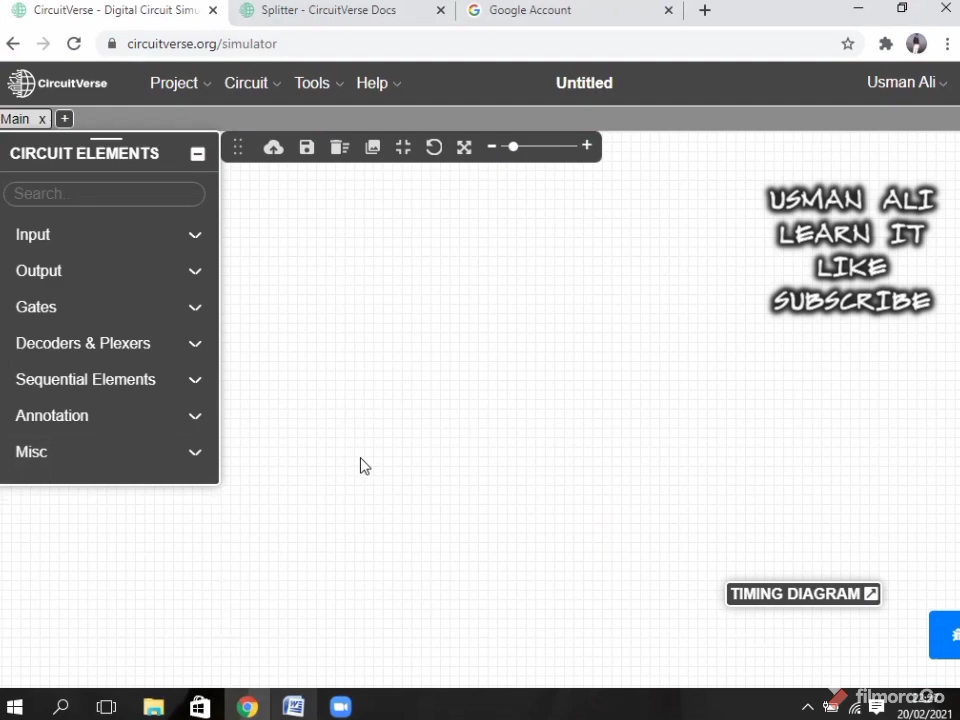 CircuitVerse - Digital Circuit Simu
Splitter - CircuitVerse Docs
Google Account
circuitverse.org/simulator
CircuitVerse
Project
Circuit
Tools
Help
Untitled
Usman Ali
Main x +
CIRCUIT ELEMENTS
Search..
Input
Output
Gates
Decoders & Plexers
Sequential Elements
Annotation
Misc
USMAN ALI
LEARN IT
LIKE
SUBSCRIBE
TIMING DIAGRAM
filmora
20/02/2021